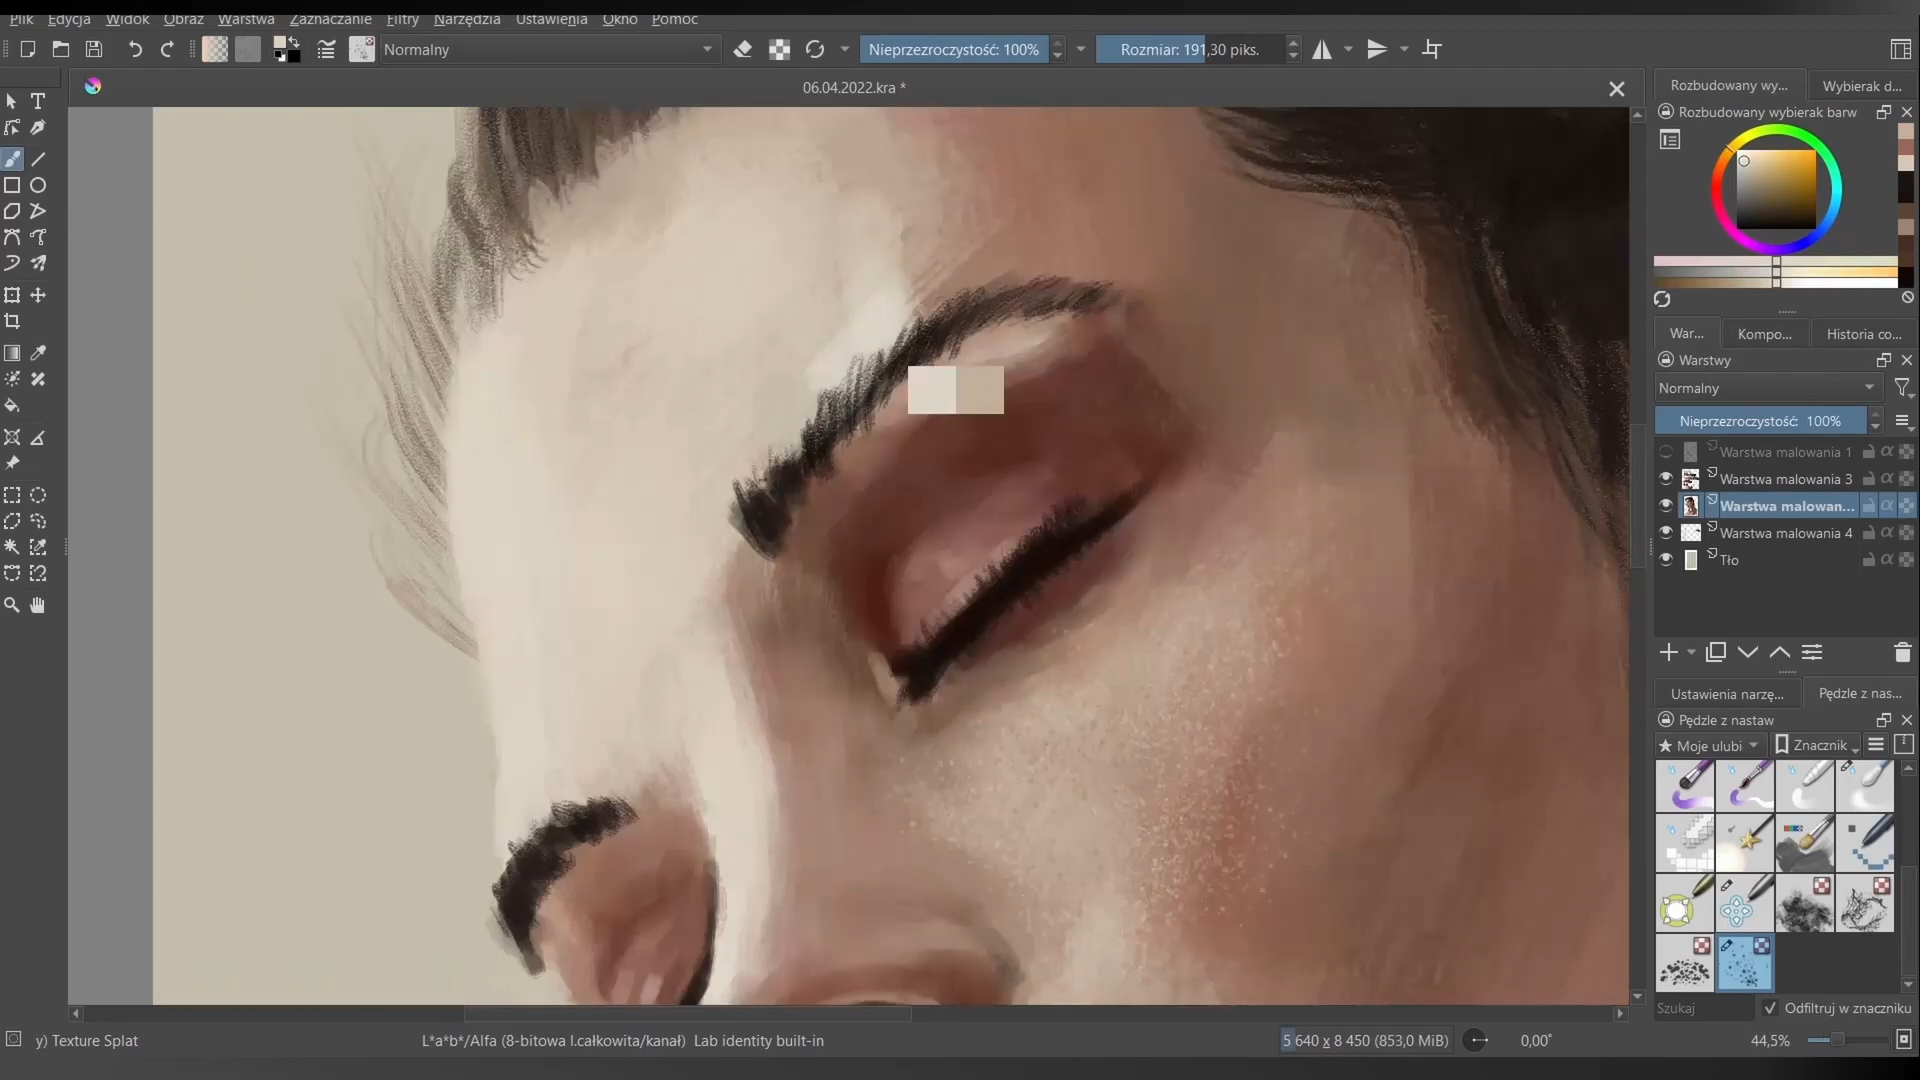 Plik Edycja Widok Obraz Warstwa Zaznaczanie Filtry Narzędzia Ustawienia Okno Pomoc
Normalny Nieprzezroczystość: 100% Rozmiar: 191,30 piks.
06.04.2022.kra *
Rozbudowany wy... Wybierak d...
Rozbudowany wybierak barw
War... Kompo... Historia co...
Warstwy
Normalny
Nieprzezroczystość: 100%
Warstwa malowania 1
Warstwa malowania 3
Warstwa malowan...
Warstwa malowania 4
Tło
Ustawienia narzę... Pędzle z nas...
Pędzle z nastaw
Moje ulubi Znacznik
Szukaj Odfiltruj w znaczniku
y) Texture Splat L*a*b*/Alfa (8-bitowa l.całkowita/kanał) Lab identity built-in 5 640 x 8 450 (853,0 MiB) 0,00° 44,5%